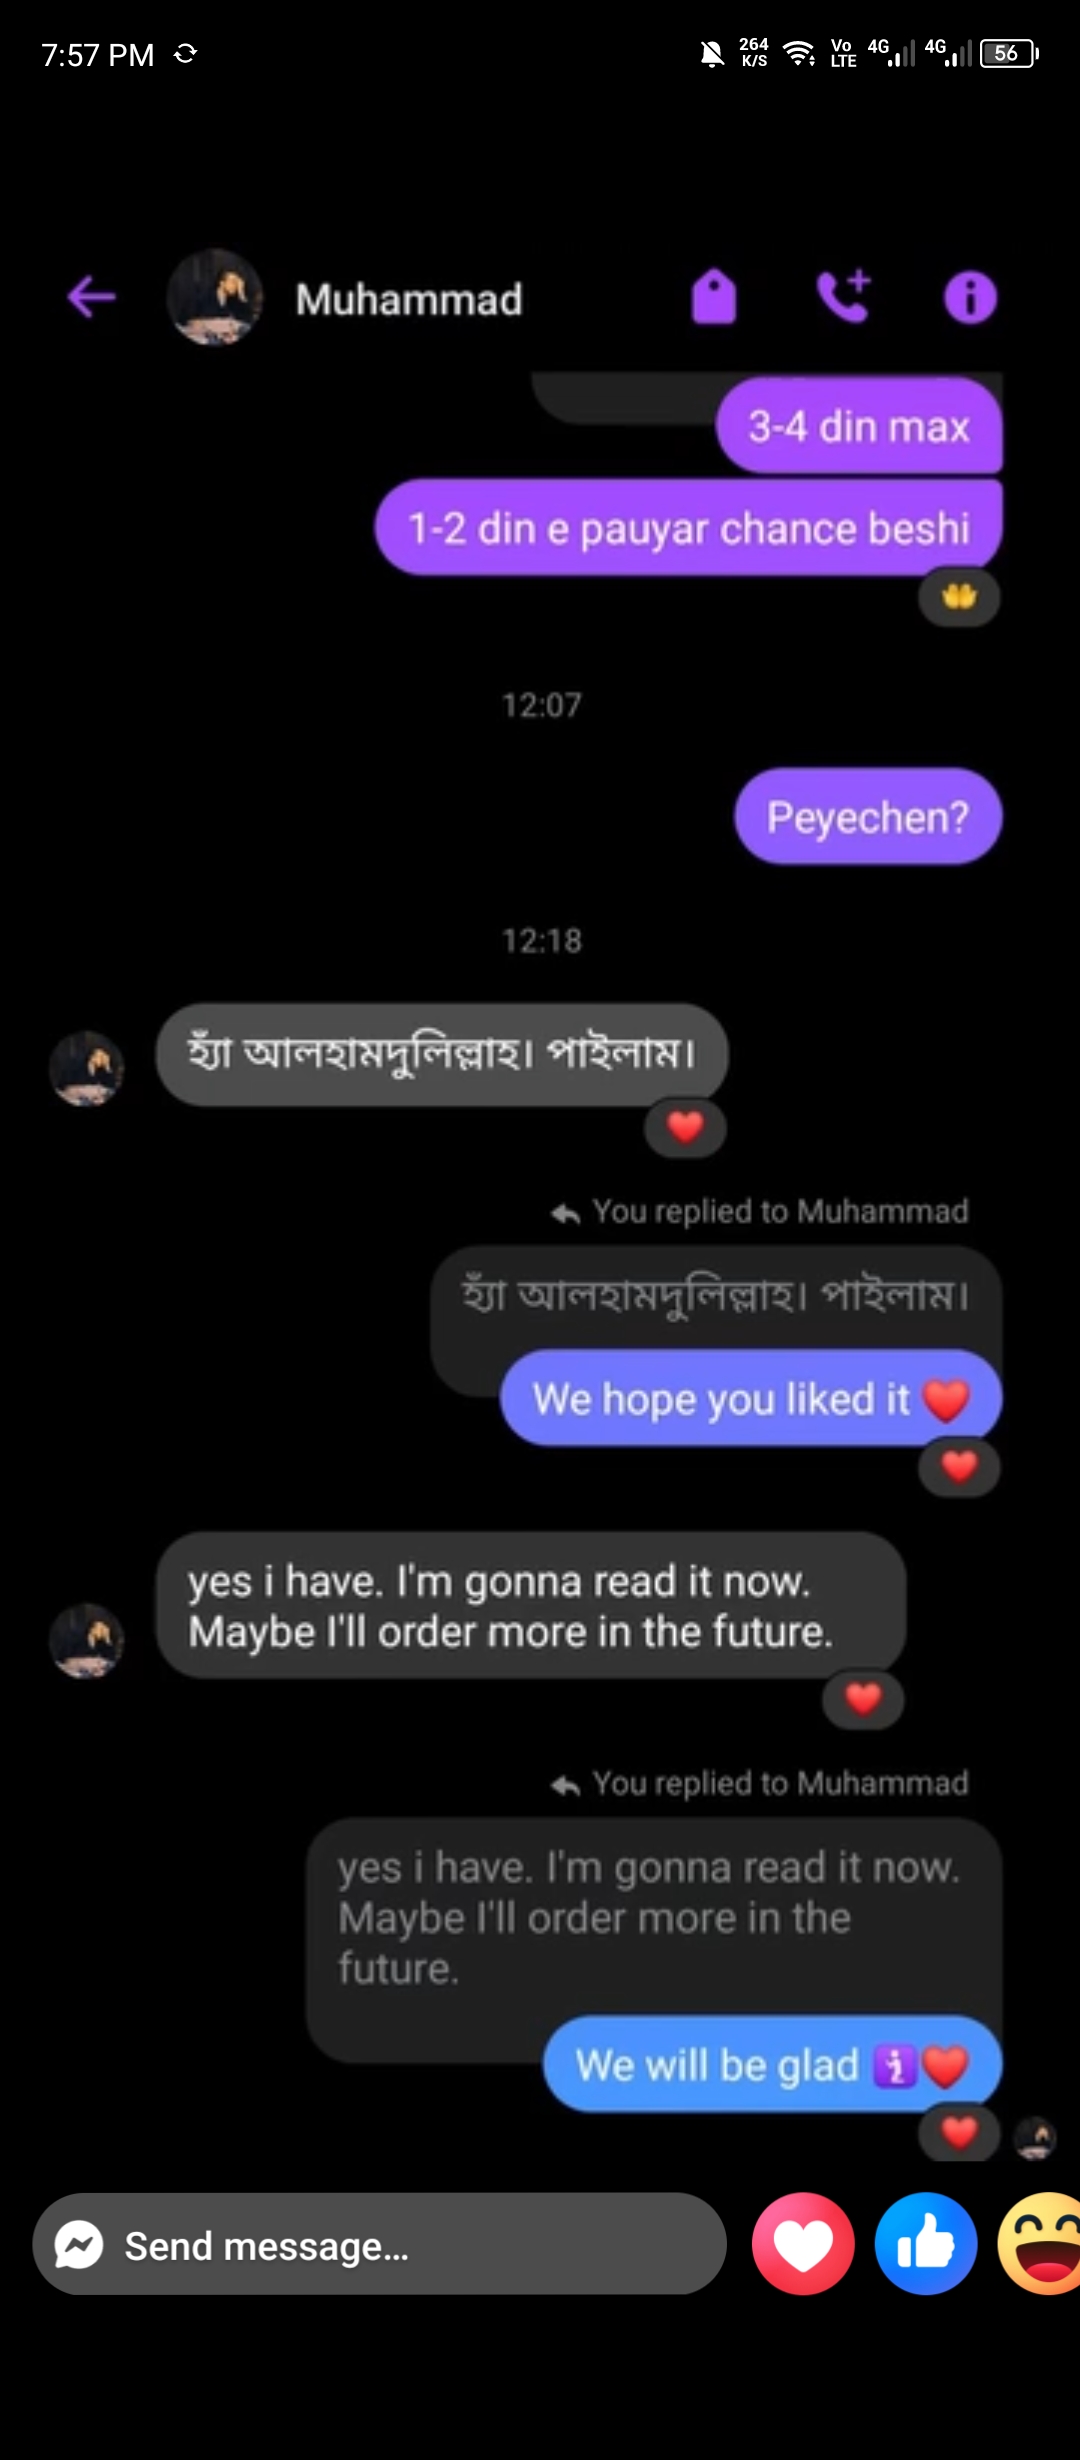 7:57 PM
264
K/S
Vo
LTE
4G
4G
56
Muhammad
3-4 din max
1-2 din e pauyar chance beshi
12:07
Peyechen?
12:18
হ্যাঁ আলহামদুলিল্লাহ। পাইলাম।
You replied to Muhammad
হ্যাঁ আলহামদুলিল্লাহ। পাইলাম।
We hope you liked it ❤️
yes i have. I'm gonna read it now.
Maybe I'll order more in the future.
You replied to Muhammad
yes i have. I'm gonna read it now.
Maybe I'll order more in the
future.
We will be glad ❤️
Send message...